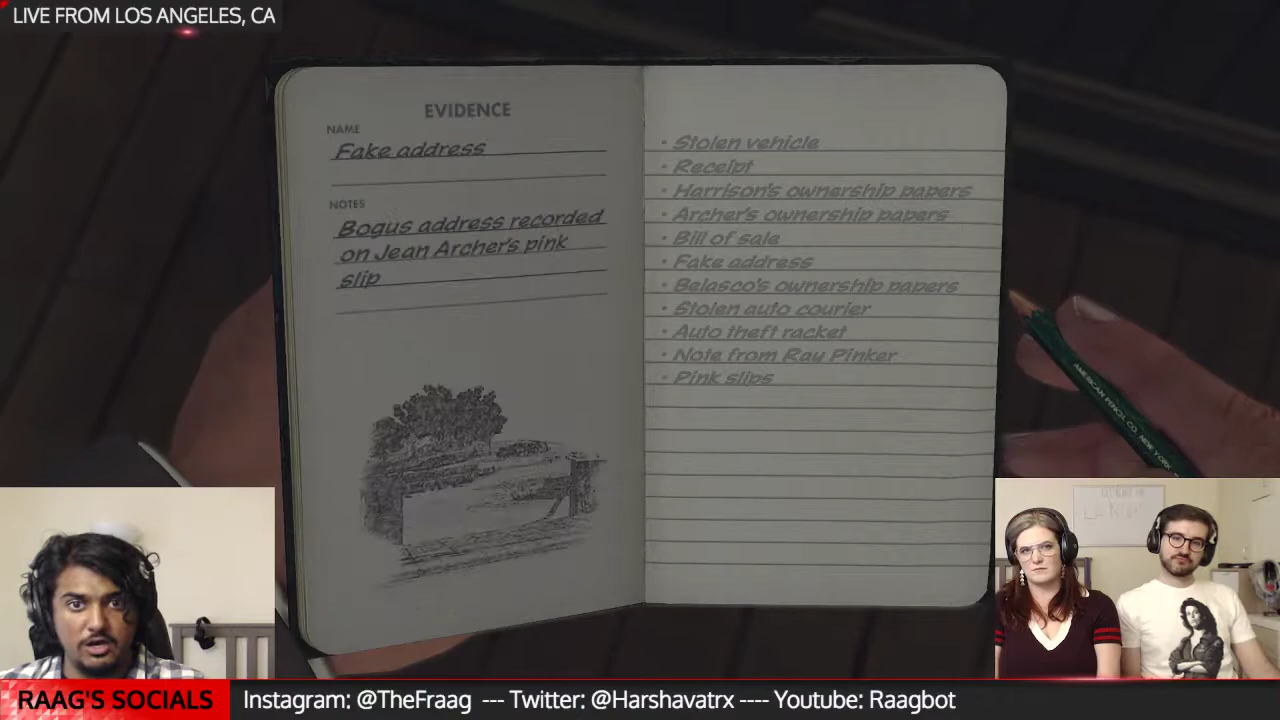 LIVE FROM LOS ANGELES, CA
EVIDENCE
NAME
Fake address
NOTES
Bogus address recorded
on Jean Archer's pink
slip
• Stolen vehicle
• Receipt
• Harrison's ownership papers
• Archer's ownership papers
• Bill of sale
• Fake address
• Belasco's ownership papers
• Stolen auto courier
• Auto theft racket
• Note from Ray Pinker
• Pink slips
AMERICAN PENCIL CO. NEW YORK
RAAG'S SOCIALS
Instagram: @TheFraag --- Twitter: @Harshavatrx ---- Youtube: Raagbot